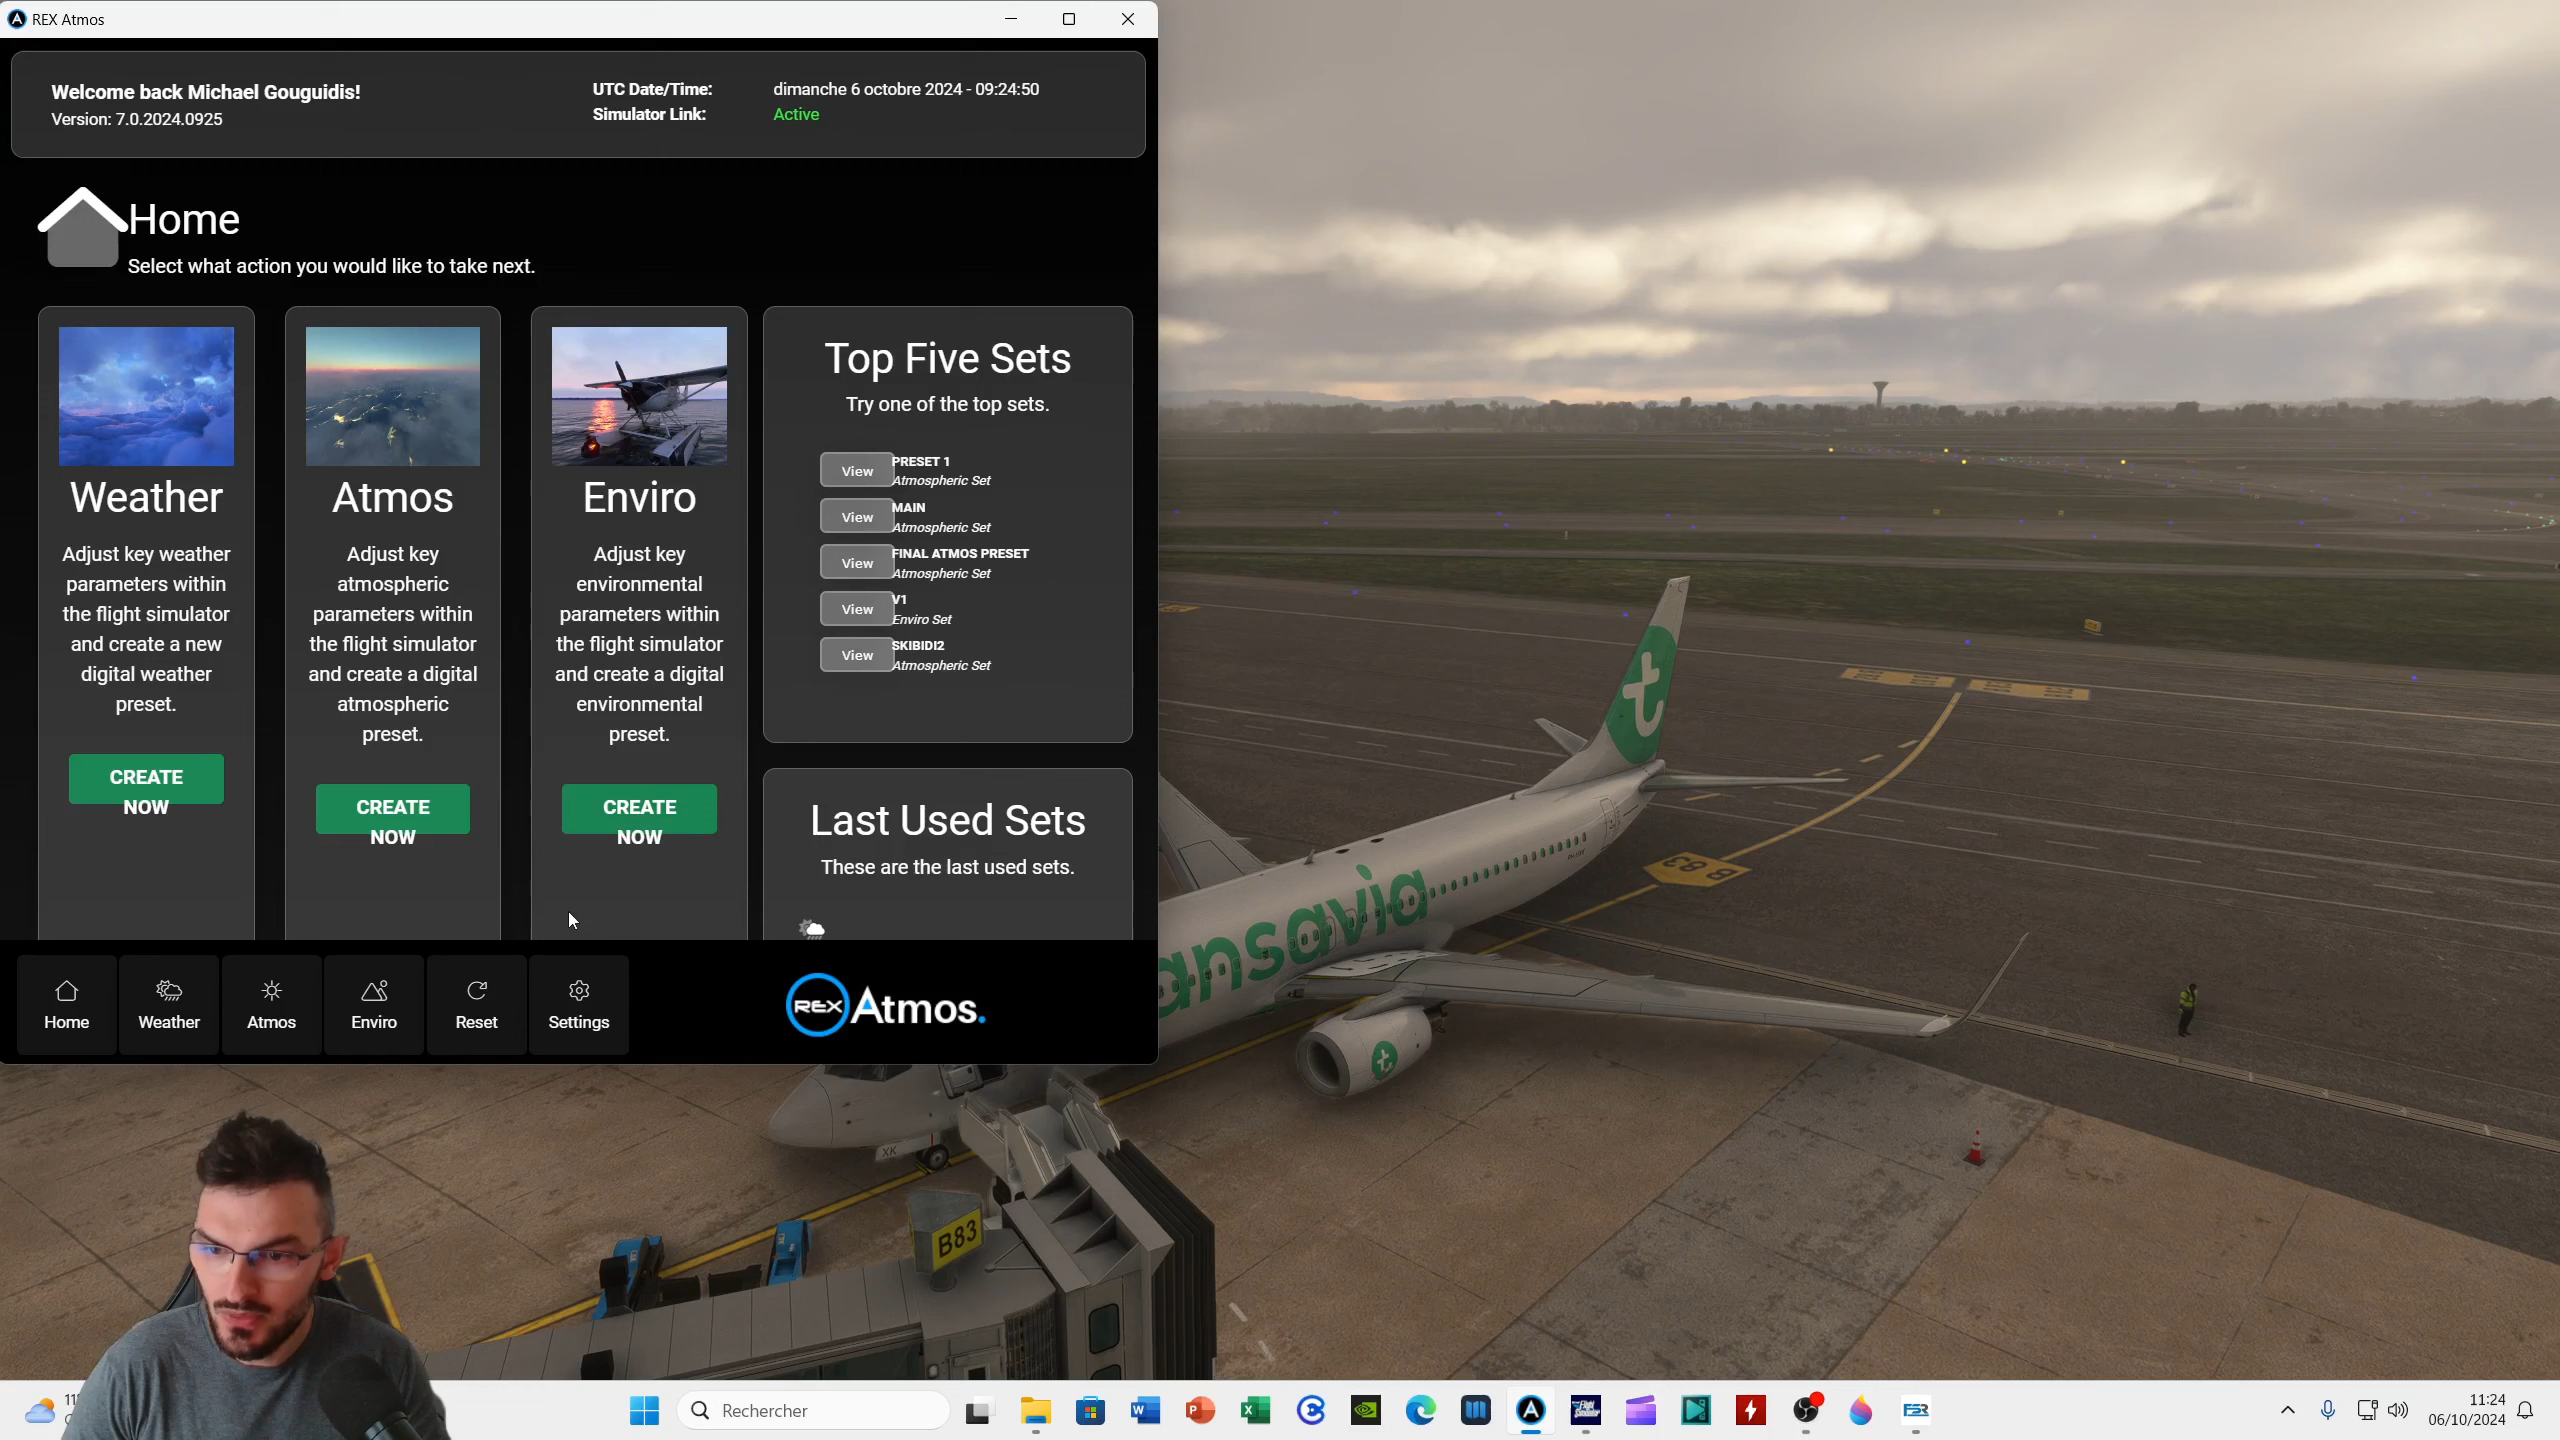 REX Atmos
Welcome back Michael Gouguidis!
Version: 7.0.2024.0925
UTC Date/Time:
dimanche 6 octobre 2024 - 09:24:50
Simulator Link:
Active
Home
Select what action you would like to take next.
Weather
Adjust key weather
parameters within
the flight simulator
and create a new
digital weather
preset.
CREATE
NOW
Atmos
Adjust key
atmospheric
parameters within
the flight simulator
and create a digital
atmospheric
preset.
CREATE
NOW
Enviro
Adjust key
environmental
parameters within
the flight simulator
and create a digital
environmental
preset.
CREATE
NOW
Top Five Sets
Try one of the top sets.
View
PRESET 1
Atmospheric Set
View
MAIN
Atmospheric Set
View
FINAL ATMOS PRESET
Atmospheric Set
View
V1
Enviro Set
View
SKIBIDI2
Atmospheric Set
Last Used Sets
These are the last used sets.
Home
Weather
Atmos
Enviro
Reset
Settings
REX Atmos.
ansavia
t
t
B83
XK
B83
Rechercher
11:24
06/10/2024